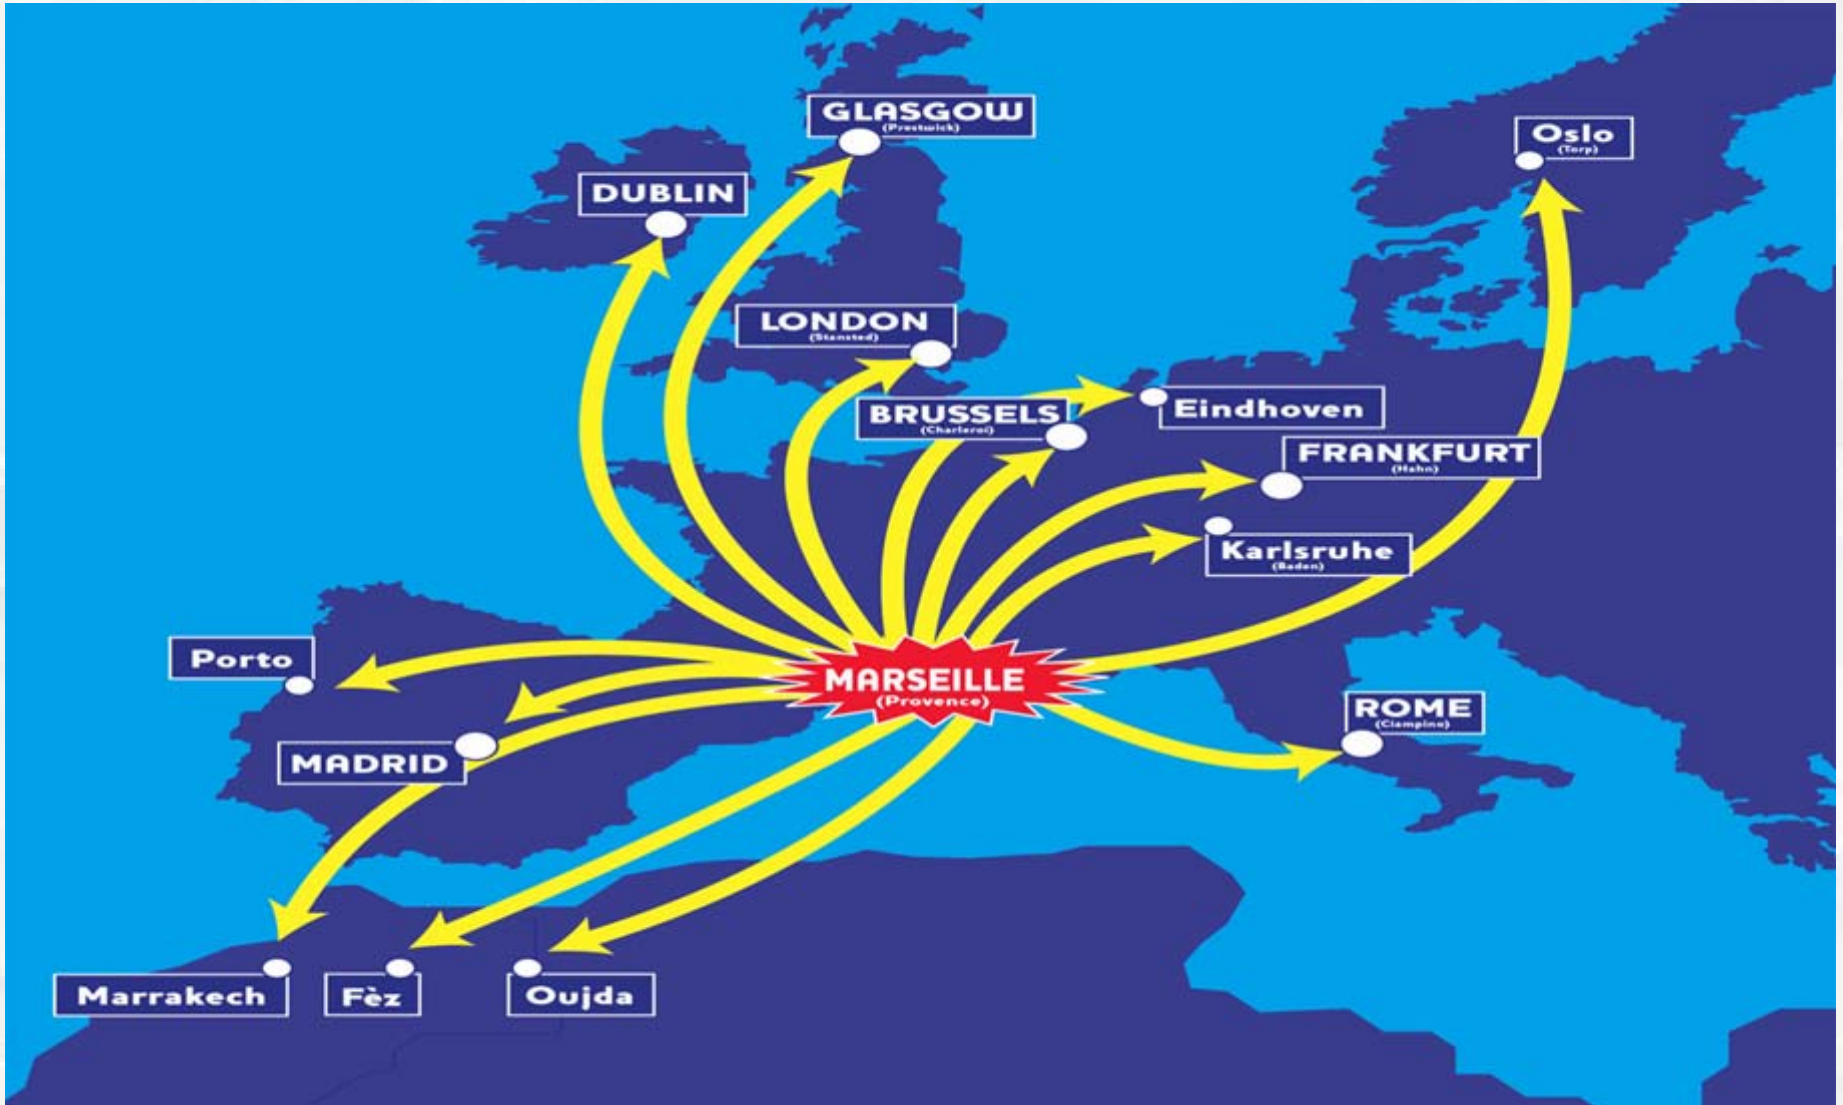 GLASGOW
(Prestwick)
Oslo
(Torp)
DUBLIN
LONDON
(Stansted)
Eindhoven
BRUSSELS
(Charleroi)
FRANKFURT
(Hahn)
Karlsruhe
(Baden)
Porto
MARSEILLE
(Provence)
ROME
(Ciampino)
MADRID
Marrakech
Fèz
Oujda